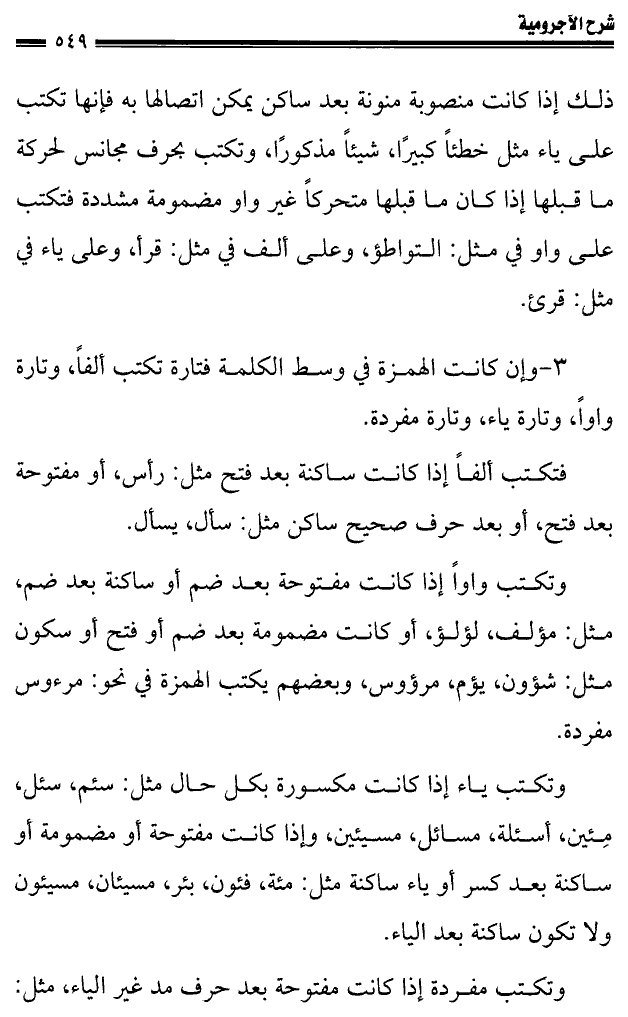 شرح الآجرومية
٥٤٩
ذلك إذا كانت منصوبة منونة بعد ساكن يمكن اتصالها به فإنها تكتب
على ياء مثل خطئاً كبيرًا، شيئاً مذكورًا، وتكتب بحرف مجانس لحركة
ما قبلها إذا كان ما قبلها متحركاً غير واو مضمومة مشددة فتكتب
على واو في مثل: التواطؤ، وعلى ألف في مثل: قرأ، وعلى ياء في
مثل: قرئ.
٣-وإن كانت الهمزة في وسط الكلمة فتارة تكتب ألفاً، وتارة
واواً، وتارة ياء، وتارة مفردة.
فتكتب ألفاً إذا كانت ساكنة بعد فتح مثل: رأس، أو مفتوحة
بعد فتح، أو بعد حرف صحيح ساكن مثل: سأل، يسأل.
وتكتب واواً إذا كانت مفتوحة بعد ضم أو ساكنة بعد ضم،
مثل: مؤلف، لؤلؤ، أو كانت مضمومة بعد ضم أو فتح أو سكون
مثل: شؤون، يؤم، مرؤوس، وبعضهم يكتب الهمزة في نحو: مرءوس
مفردة.
وتكتب ياء إذا كانت مكسورة بكل حال مثل: سئم، سئل،
مِئين، أسئلة، مسائل، مسيئين، وإذا كانت مفتوحة أو مضمومة أو
ساكنة بعد كسر أو ياء ساكنة مثل: مئة، فئون، بئر، مسيئان، مسيئون
ولا تكون ساكنة بعد الياء.
وتكتب مفردة إذا كانت مفتوحة بعد حرف مد غير الياء، مثل: